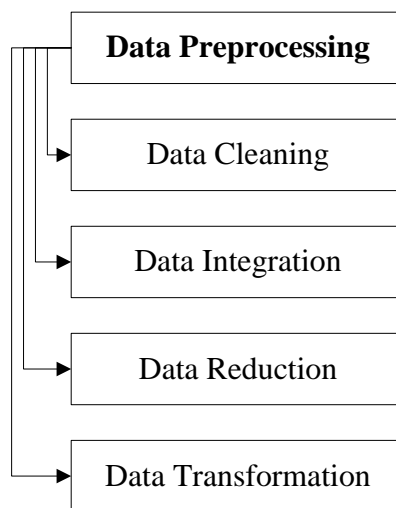 Data Preprocessing
Data Cleaning
Data Integration
Data Reduction
Data Transformation